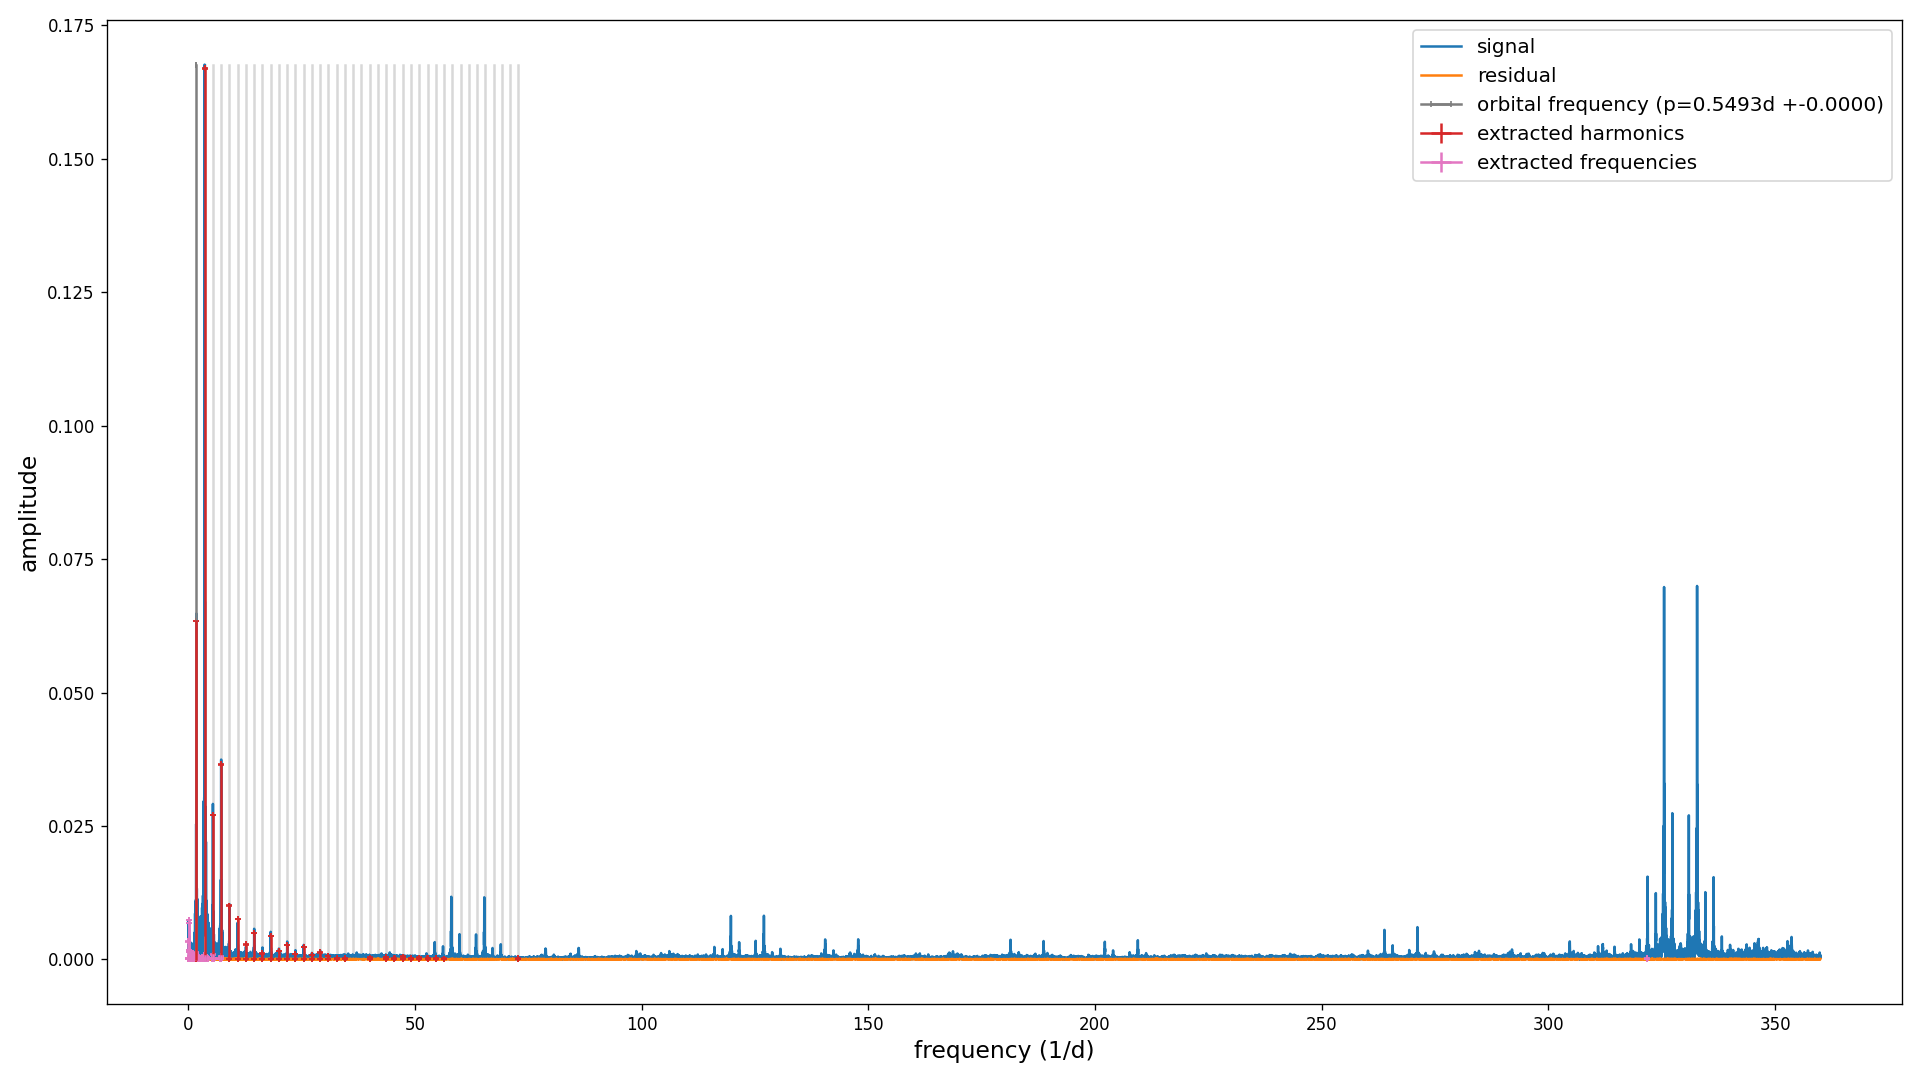 0.175
0.150
0.125
0.100
0.075
0.050
0.025
0.000
amplitude
0 50 100 150 200 250 300 350
frequency (1/d)
signal
residual
orbital frequency (p=0.5493d +-0.0000)
extracted harmonics
extracted frequencies